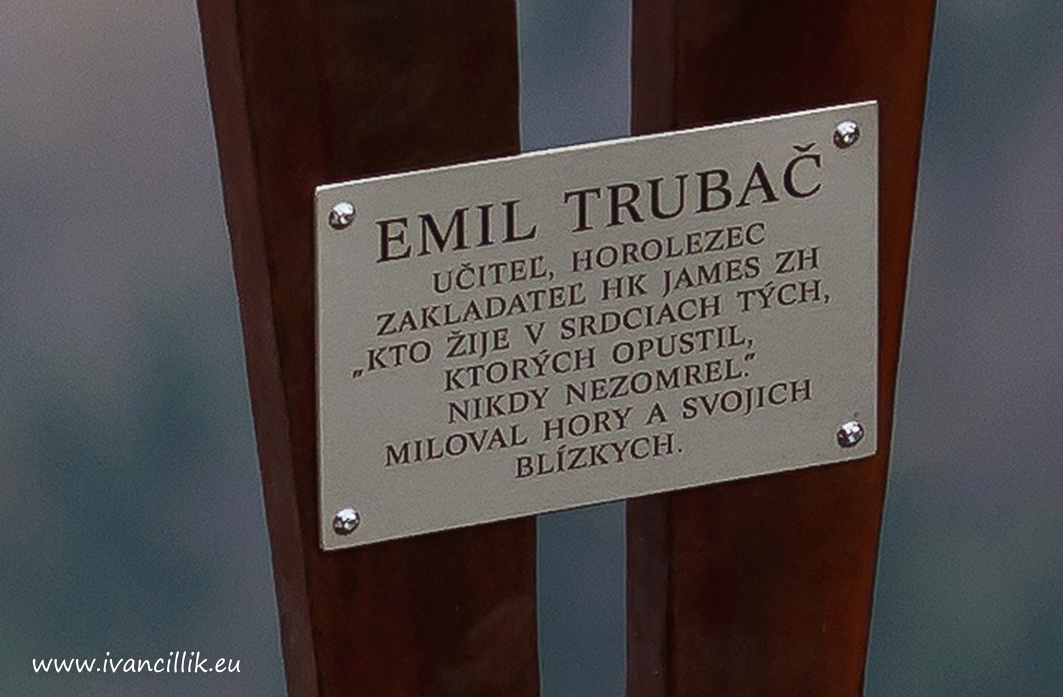 EMIL TRUBAČ
UČITEĽ, HOROLEZEC
ZAKLADATEĽ HK JAMES ZH
„KTO ŽIJE V SRDCIACH TÝCH,
KTORÝCH OPUSTIL,
NIKDY NEZOMREL.“
MILOVAL HORY A SVOJICH
BLÍZKYCH.
www.ivancillik.eu